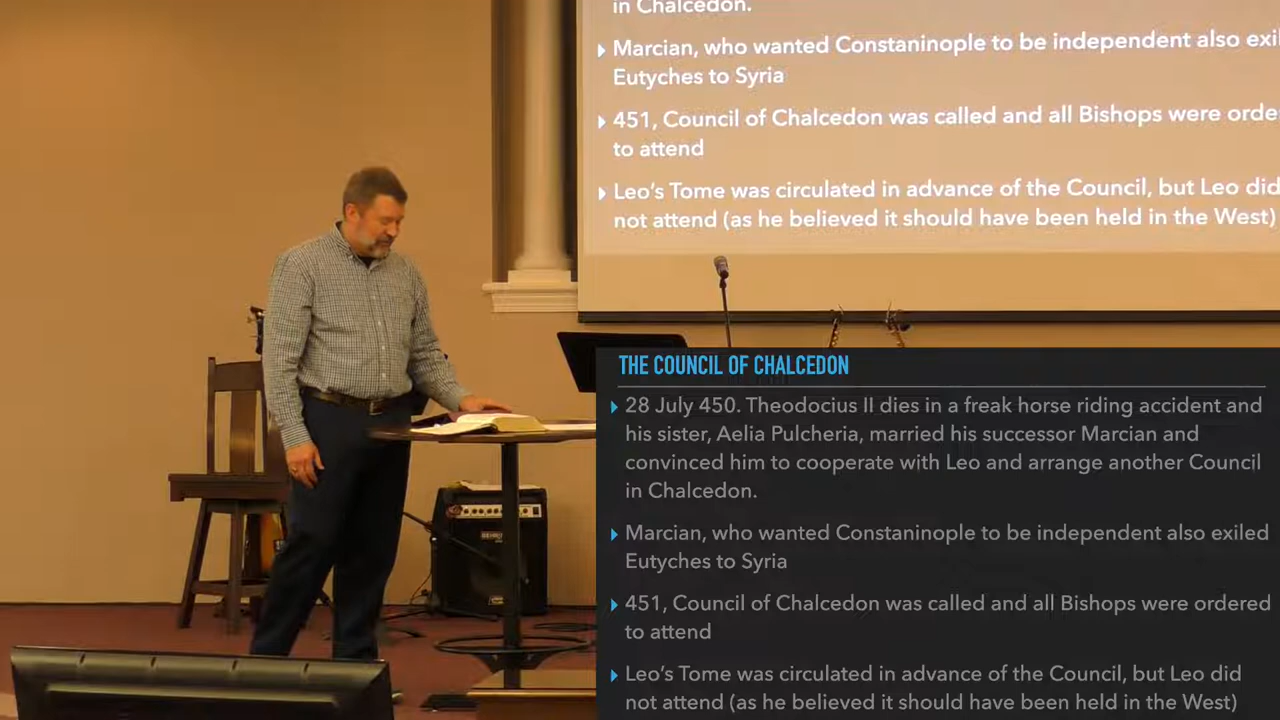 in Chalcedon.
Marcian, who wanted Constaninople to be independent also exil
Eutyches to Syria
451, Council of Chalcedon was called and all Bishops were orde
to attend
Leo's Tome was circulated in advance of the Council, but Leo did
not attend (as he believed it should have been held in the West)
THE COUNCIL OF CHALCEDON
28 July 450. Theodocius II dies in a freak horse riding accident and
his sister, Aelia Pulcheria, married his successor Marcian and
convinced him to cooperate with Leo and arrange another Council
in Chalcedon.
Marcian, who wanted Constaninople to be independent also exiled
Eutyches to Syria
451, Council of Chalcedon was called and all Bishops were ordered
to attend
Leo's Tome was circulated in advance of the Council, but Leo did
not attend (as he believed it should have been held in the West)